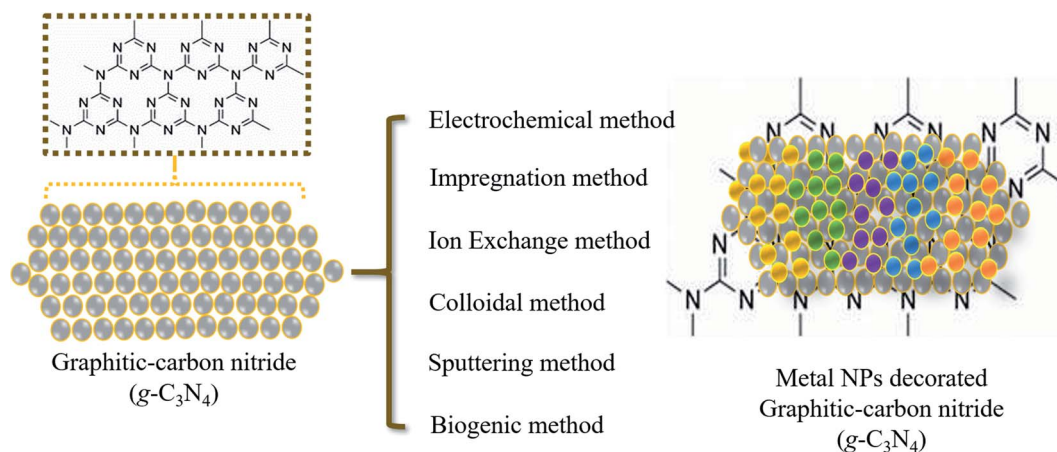 Electrochemical method
Impregnation method
Ion Exchange method
Colloidal method
Sputtering method
Biogenic method
Graphitic-carbon nitride
(g-C₃N₄)
Metal NPs decorated
Graphitic-carbon nitride
(g-C₃N₄)